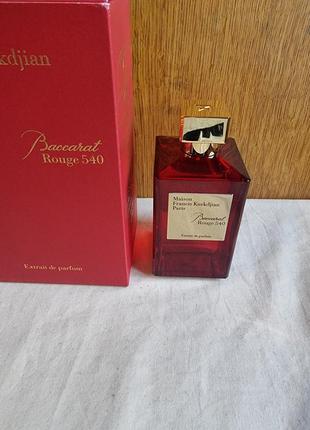 kdjian
Baccarat
Rouge 540
Extrait de parfum
Maison
Francis Kurkdjian
Paris
Baccarat
Rouge 540
Extrait de parfum